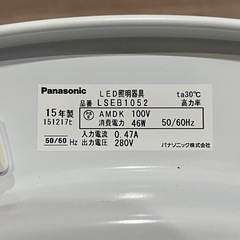 Panasonic LED照明器具 ta30℃
品番 LSEB1052 高力率
15年製 AMDK 100V
151217t 消費電力 46W 50/60Hz
50/60 Hz 入力電流 0.47A
出力電圧 280V パナソニック株式会社